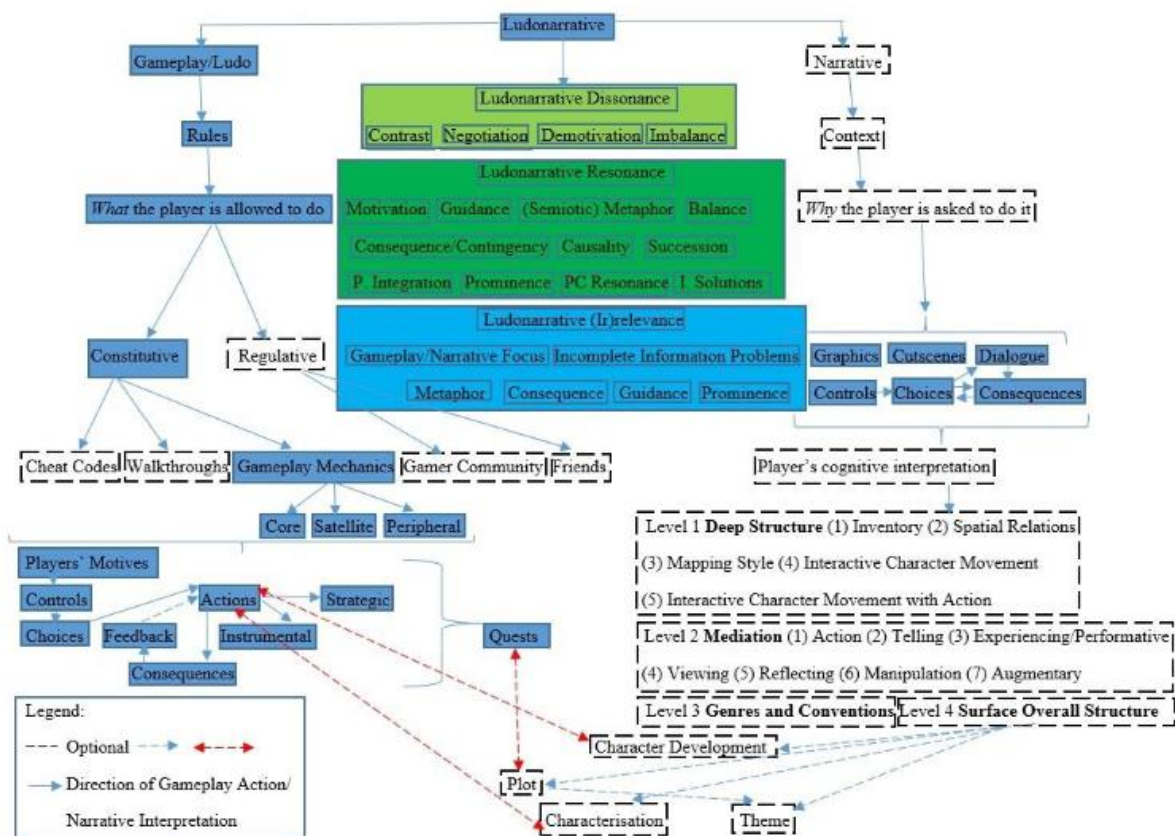 Ludonarrative
Gameplay/Ludo
Narrative
Ludonarrative Dissonance
Contrast Negotiation Demotivation Imbalance
Rules
Context
Ludonarrative Resonance
What the player is allowed to do
Motivation Guidance (Semiotic) Metaphor Balance
Why the player is asked to do it
Consequence/Contingency Causality Succession
P. Integration Prominence PC Resonance I. Solutions
Ludonarrative (Ir)relevance
Constitutive
Regulative
Gameplay/Narrative Focus Incomplete Information Problems
Metaphor Consequence Guidance Prominence
Graphics Cutscenes Dialogue
Controls Choices Consequences
Cheat Codes Walkthroughs Gameplay Mechanics Gamer Community Friends
Player's cognitive interpretation
Core Satellite Peripheral
Level 1 Deep Structure (1) Inventory (2) Spatial Relations
(3) Mapping Style (4) Interactive Character Movement
(5) Interactive Character Movement with Action
Players' Motives
Controls Actions Strategic
Choices Feedback Instrumental
Consequences
Quests
Level 2 Mediation (1) Action (2) Telling (3) Experiencing/Performative
(4) Viewing (5) Reflecting (6) Manipulation (7) Augmentary
Level 3 Genres and Conventions Level 4 Surface Overall Structure
Legend:
Optional
Direction of Gameplay Action/
Narrative Interpretation
Character Development
Plot
Characterisation Theme